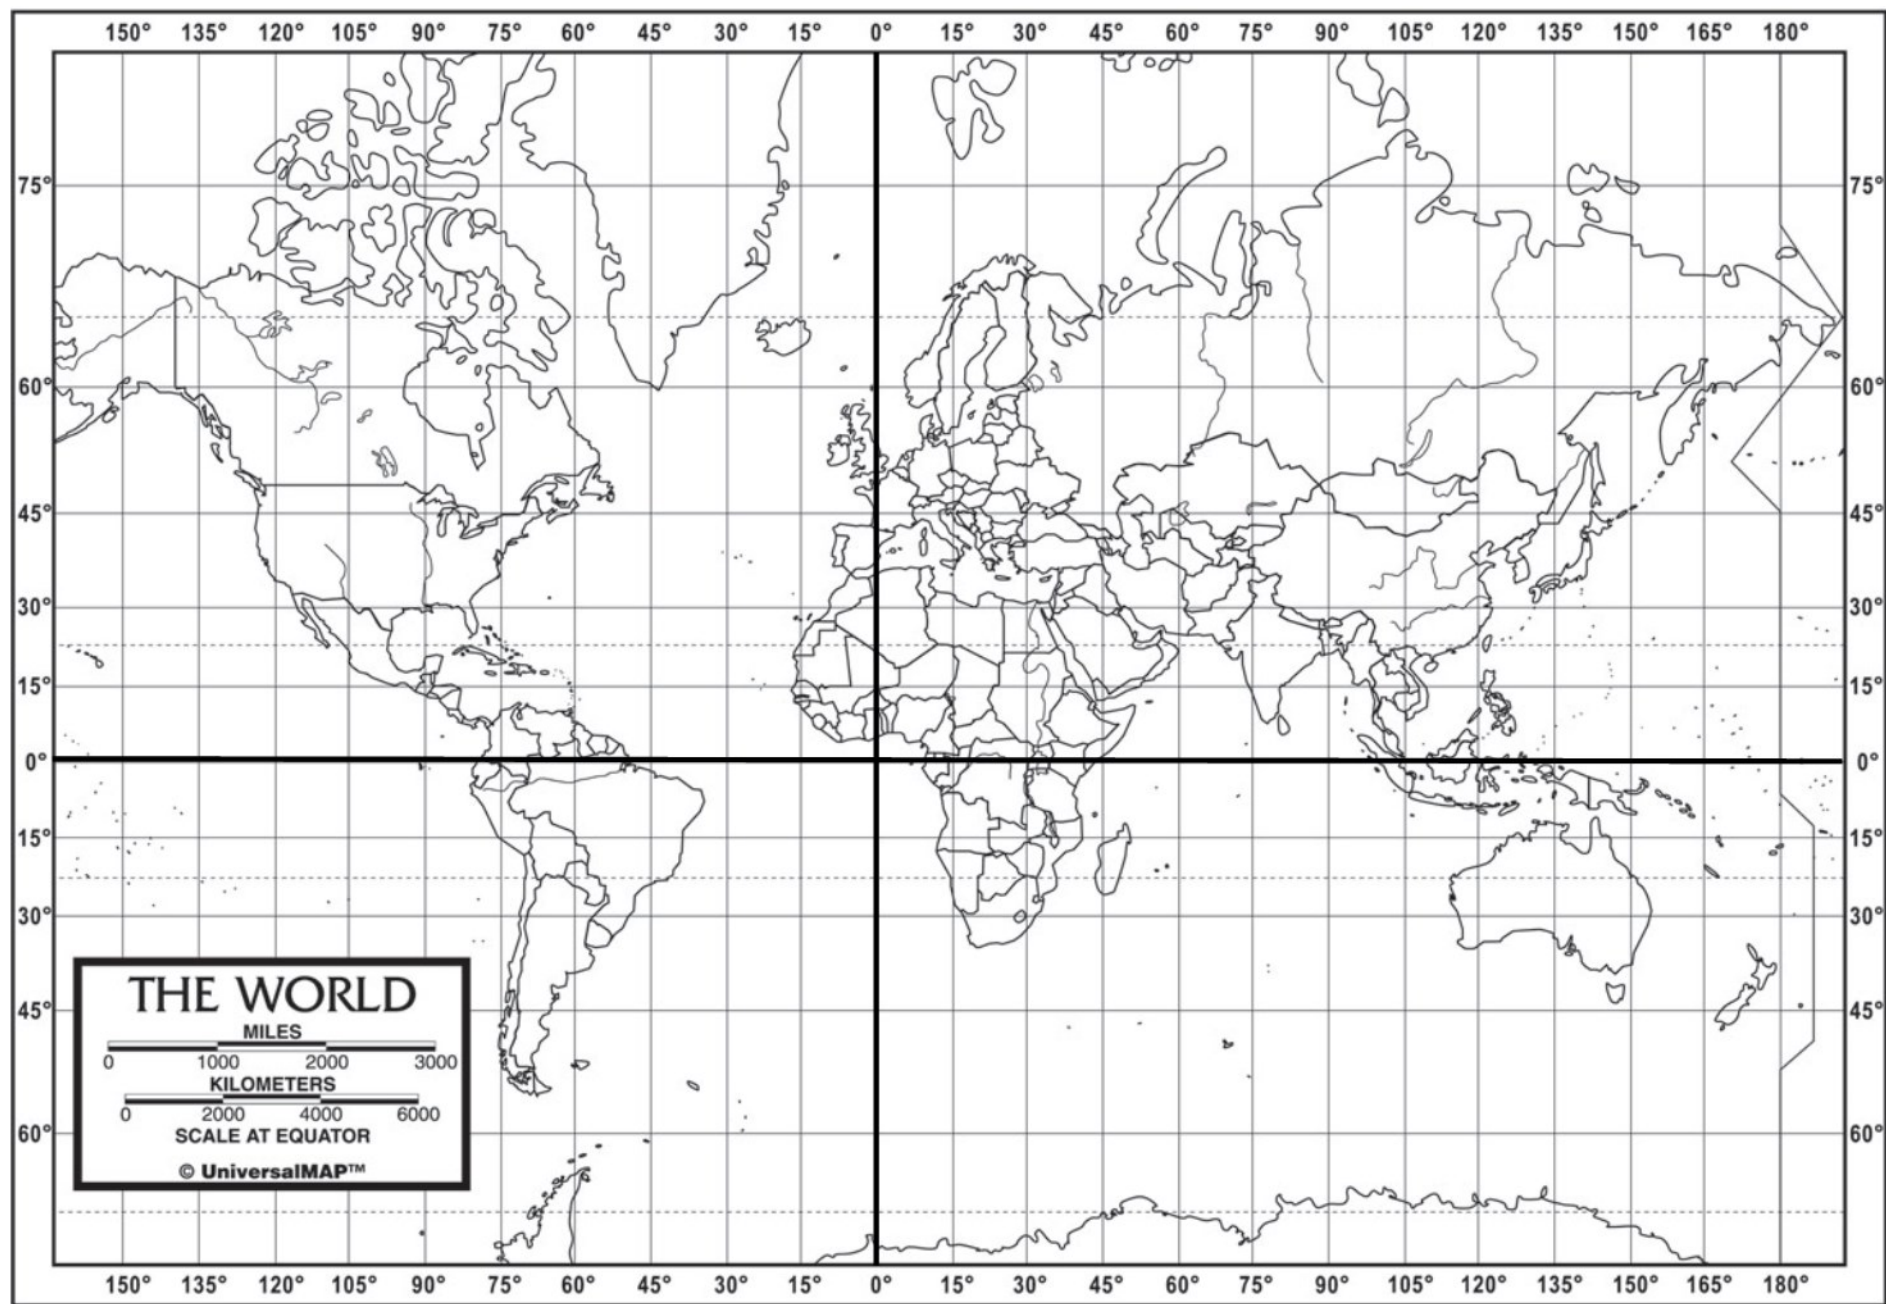 150° 135° 120° 105° 90° 75° 60° 45° 30° 15° 0° 15° 30° 45° 60° 75° 90° 105° 120° 135° 150° 165° 180°
75° 75°
60° 60°
45° 45°
30° 30°
15° 15°
0° 0°
15° 15°
30° 30°
45° 45°
60° 60°
THE WORLD
MILES
0 1000 2000 3000
KILOMETERS
0 2000 4000 6000
SCALE AT EQUATOR
© UniversalMAP™
150° 135° 120° 105° 90° 75° 60° 45° 30° 15° 0° 15° 30° 45° 60° 75° 90° 105° 120° 135° 150° 165° 180°